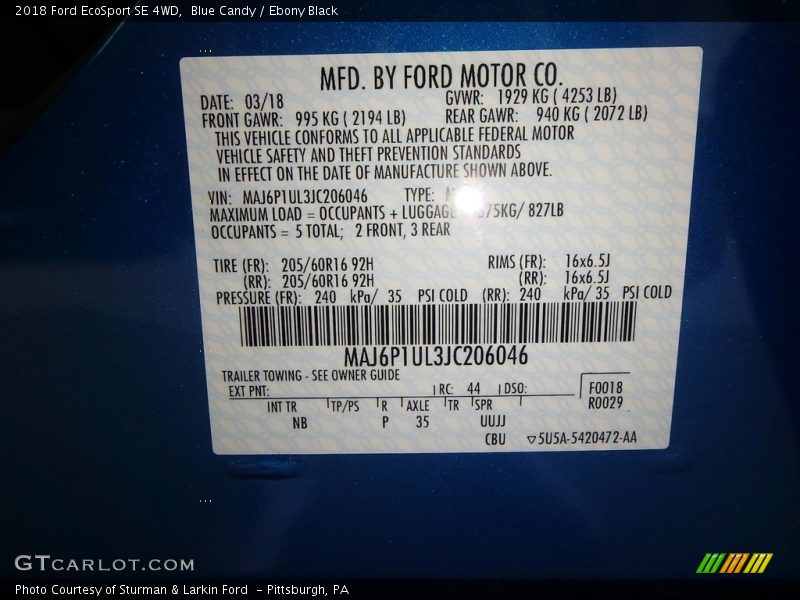 2018 Ford EcoSport SE 4WD,  Blue Candy / Ebony Black
MFD. BY FORD MOTOR CO.
DATE: 03/18 GVWR: 1929 KG ( 4253 LB)
FRONT GAWR: 995 KG ( 2194 LB) REAR GAWR: 940 KG ( 2072 LB)
THIS VEHICLE CONFORMS TO ALL APPLICABLE FEDERAL MOTOR
VEHICLE SAFETY AND THEFT PREVENTION STANDARDS
IN EFFECT ON THE DATE OF MANUFACTURE SHOWN ABOVE.
VIN: MAJ6P1UL3JC206046 TYPE:
MAXIMUM LOAD = OCCUPANTS + LUGGAGE 827LB
OCCUPANTS = 5 TOTAL; 2 FRONT, 3 REAR
TIRE (FR): 205/60R16 92H RIMS (FR): 16x6.5J
(RR): 205/60R16 92H (RR): 16x6.5J
PRESSURE (FR): 240 kPa/ 35 PSI COLD (RR): 240 kPa/ 35 PSI COLD
MAJ6P1UL3JC206046
TRAILER TOWING - SEE OWNER GUIDE
EXT PNT: RC: 44 DSO: F0018
R0029
INT TR TP/PS R AXLE TR SPR
NB P 35 UUJJ
CBU ▽5U5A-5420472-AA
GTCARLOT.COM
Photo Courtesy of Sturman & Larkin Ford  - Pittsburgh, PA